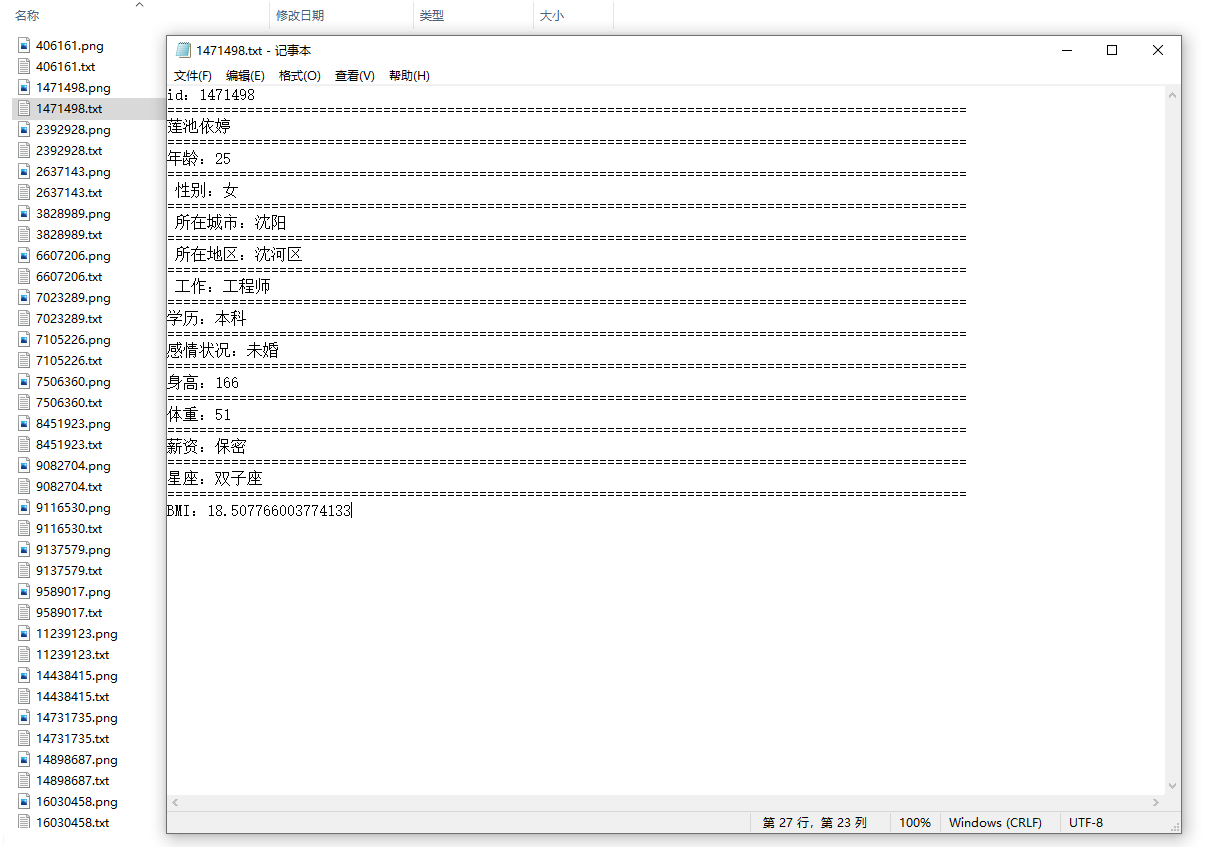 名称 修改日期 类型 大小
406161.png
406161.txt
1471498.png
1471498.txt
2392928.png
2392928.txt
2637143.png
2637143.txt
3828989.png
3828989.txt
6607206.png
6607206.txt
7023289.png
7023289.txt
7105226.png
7105226.txt
7506360.png
7506360.txt
8451923.png
8451923.txt
9082704.png
9082704.txt
9116530.png
9116530.txt
9137579.png
9137579.txt
9589017.png
9589017.txt
11239123.png
11239123.txt
14438415.png
14438415.txt
14731735.png
14731735.txt
14898687.png
14898687.txt
16030458.png
16030458.txt
1471498.txt - 记事本
文件(F) 编辑(E) 格式(O) 查看(V) 帮助(H)
id：1471498
====================================================================================================
莲池依婷
====================================================================================================
年龄：25
====================================================================================================
性别：女
====================================================================================================
所在城市：沈阳
====================================================================================================
所在地区：沈河区
====================================================================================================
工作：工程师
====================================================================================================
学历：本科
====================================================================================================
感情状况：未婚
====================================================================================================
身高：166
====================================================================================================
体重：51
====================================================================================================
薪资：保密
====================================================================================================
星座：双子座
====================================================================================================
BMI：18.507766003774133
第 27 行，第 23 列 100% Windows (CRLF) UTF-8